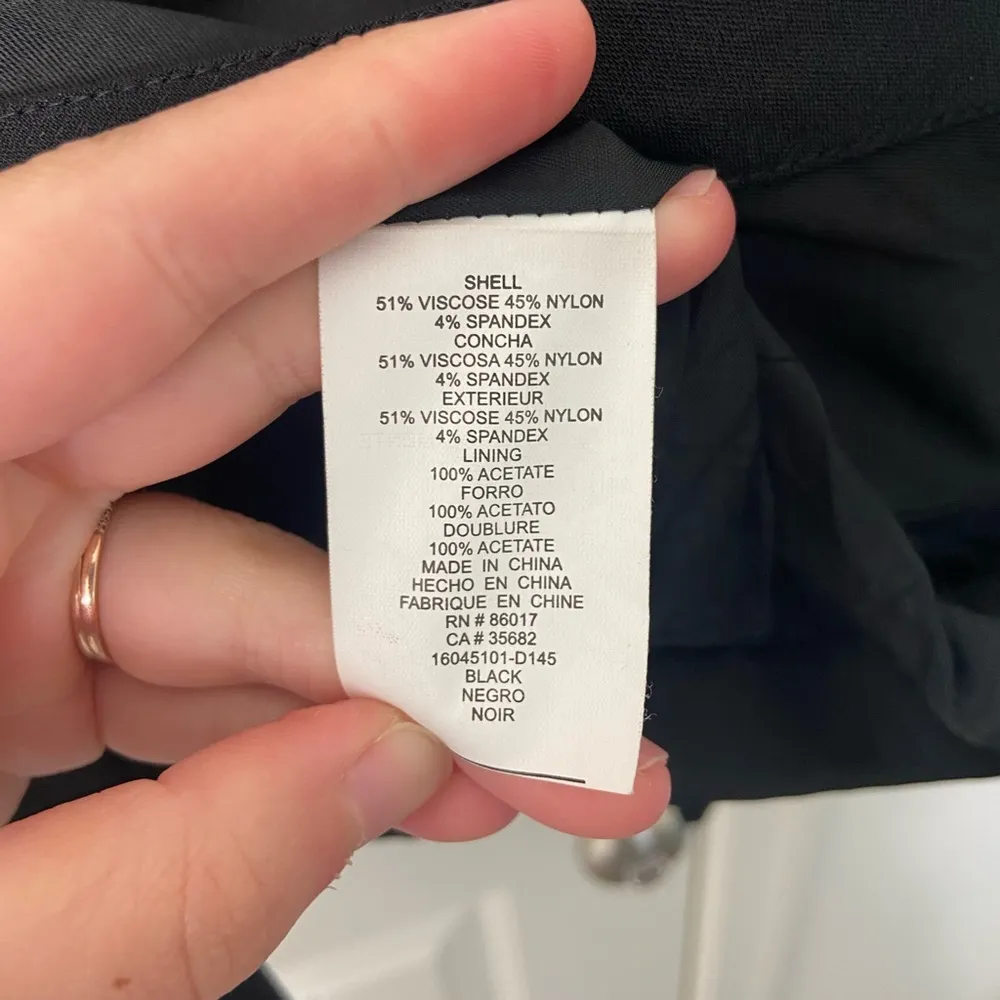 SHELL
51% VISCOSE 45% NYLON
4% SPANDEX
CONCHA
51% VISCOSA 45% NYLON
4% SPANDEX
EXTERIEUR
51% VISCOSE 45% NYLON
4% SPANDEX
LINING
100% ACETATE
FORRO
100% ACETATO
DOUBLURE
100% ACETATE
MADE IN CHINA
HECHO EN CHINA
FABRIQUE EN CHINE
RN # 86017
CA # 35682
16045101-D145
BLACK
NEGRO
NOIR